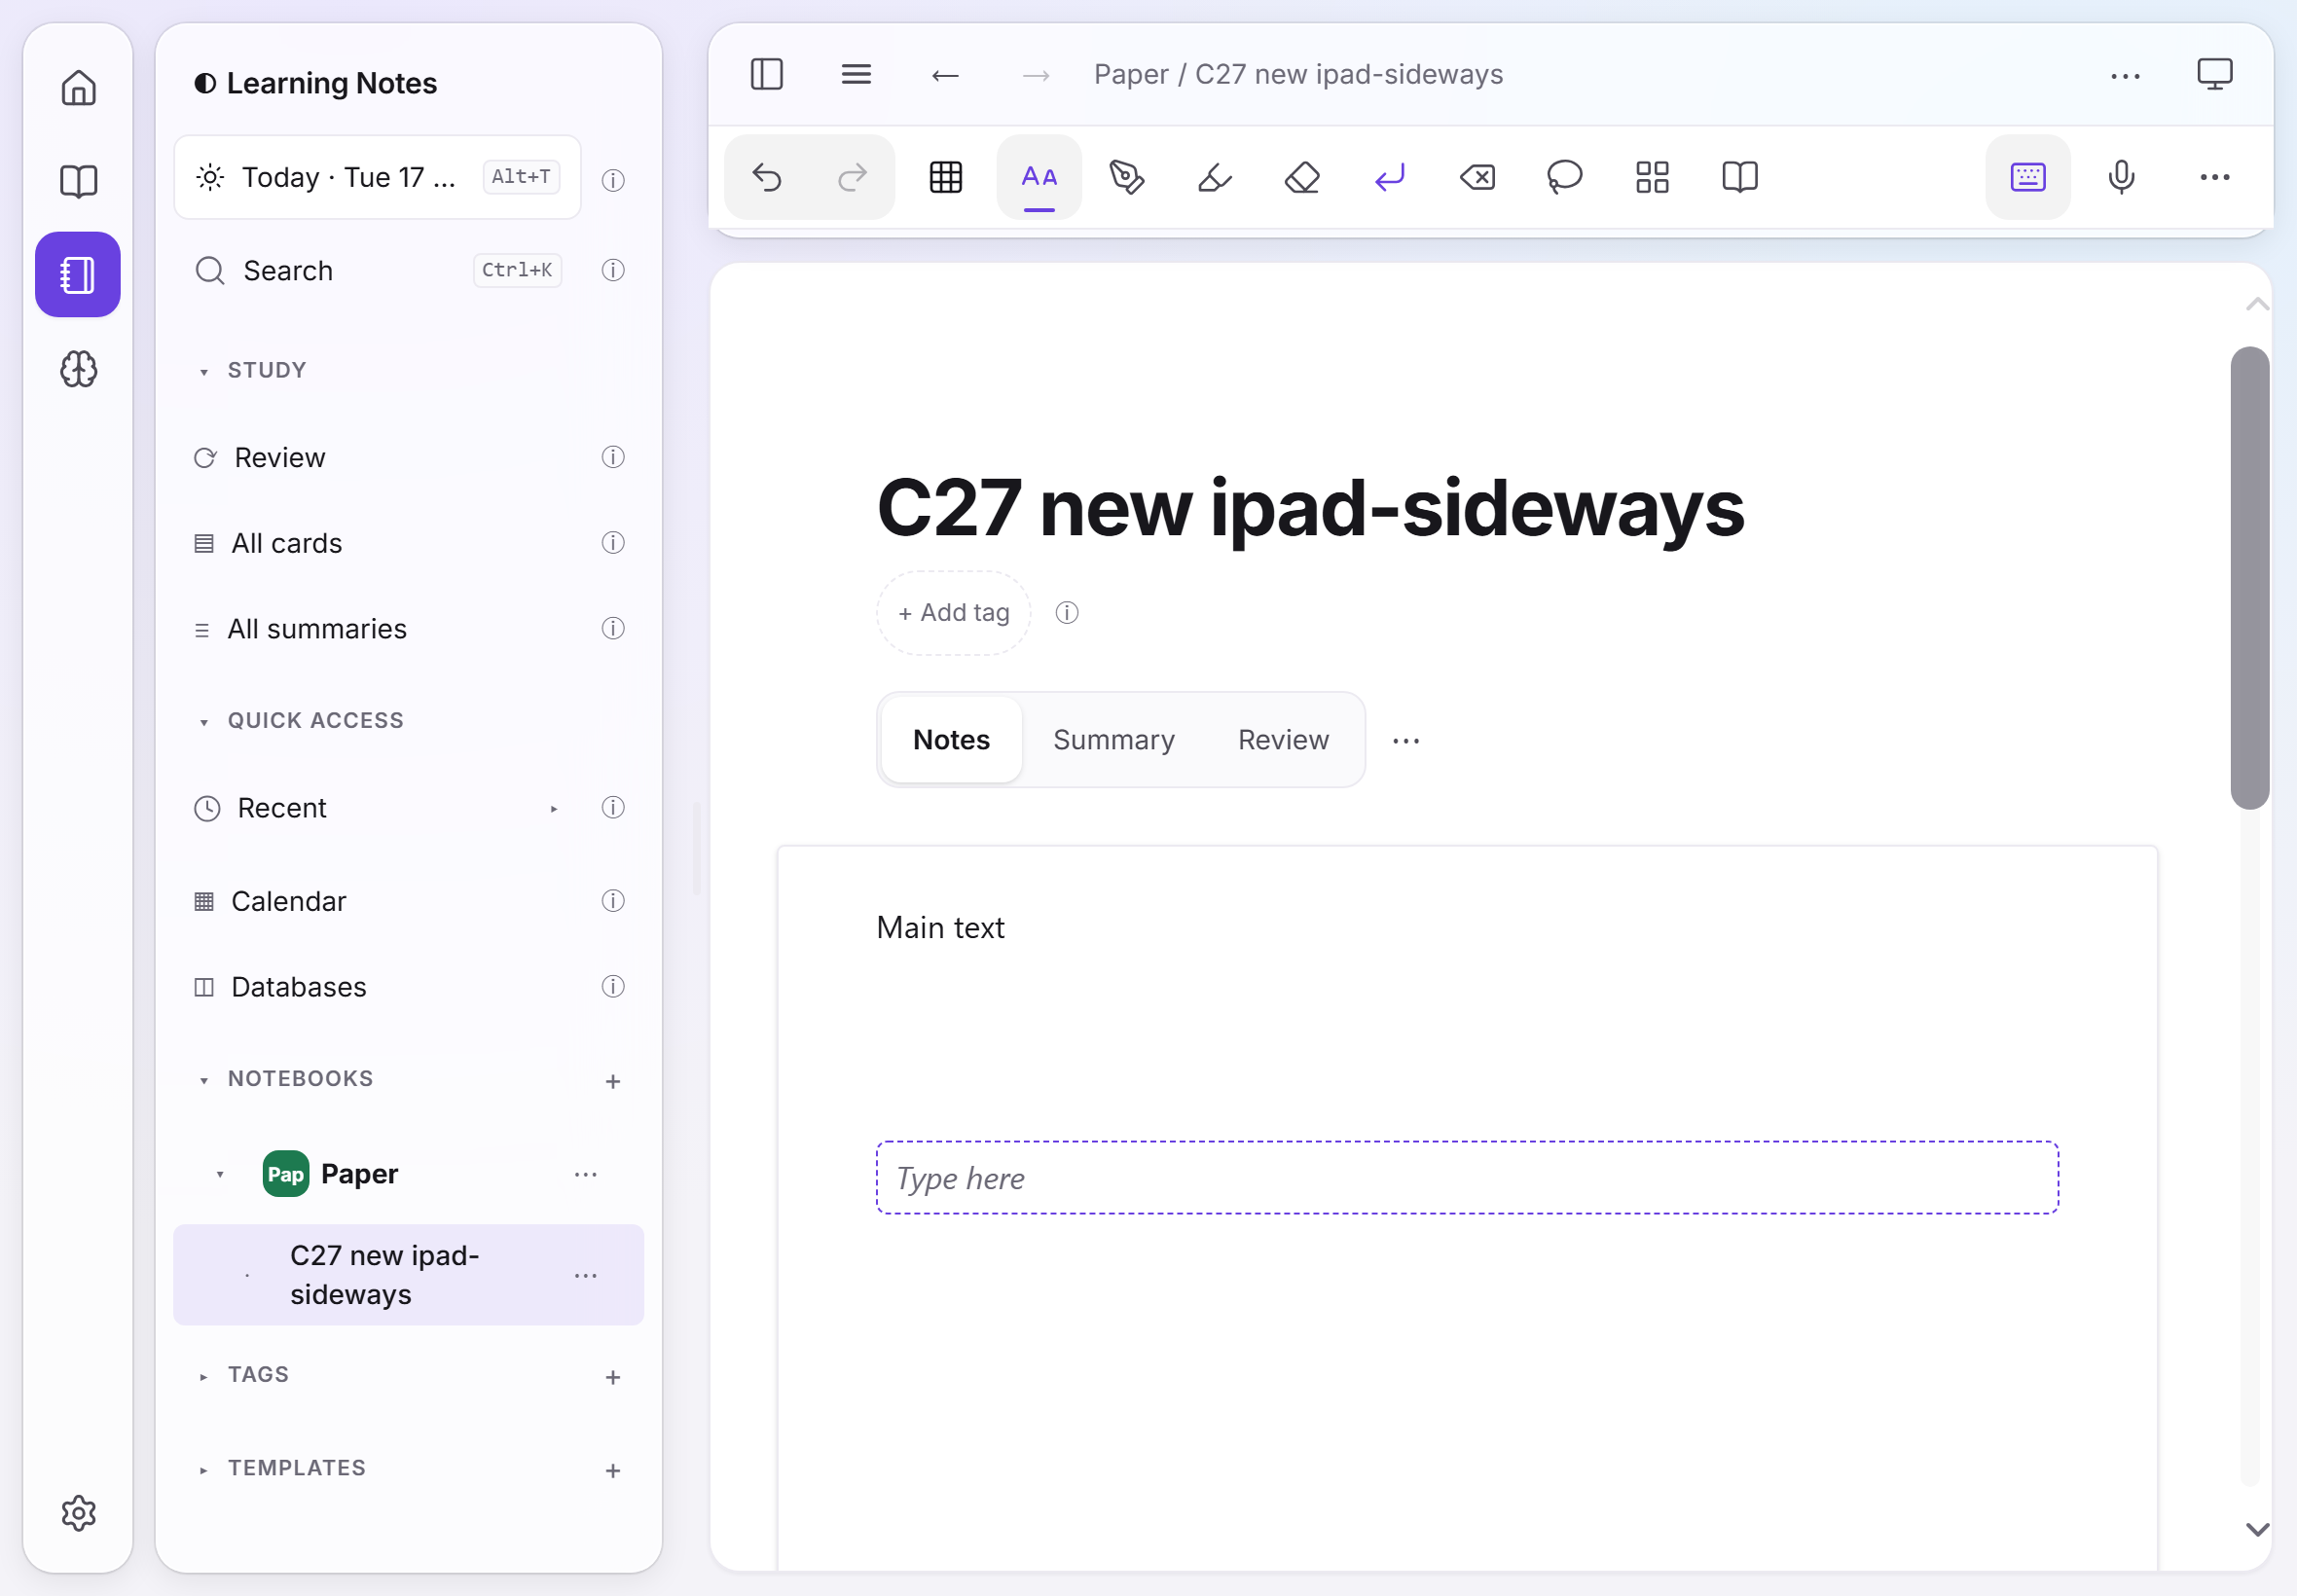 Learning Notes
Today · Tue 17 ... Alt+T
Search Ctrl+K
STUDY
Review
All cards
All summaries
QUICK ACCESS
Recent
Calendar
Databases
NOTEBOOKS
Pap Paper
C27 new ipad-
sideways
TAGS
TEMPLATES
Paper / C27 new ipad-sideways
AA
C27 new ipad-sideways
+ Add tag
Notes Summary Review
Main text
Type here